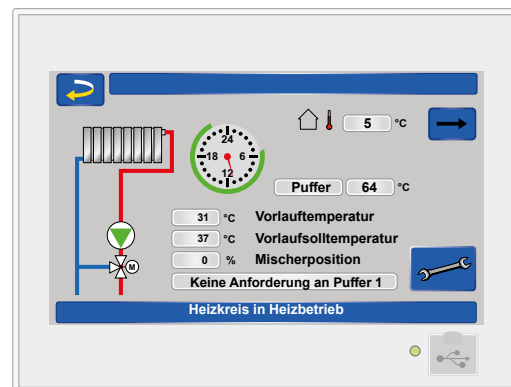 5 °C
24
18 6
12
Puffer 64 °C
31 °C Vorlauftemperatur
37 °C Vorlaufsolltemperatur
0 % Mischerposition
M
Keine Anforderung an Puffer 1
Heizkreis in Heizbetrieb